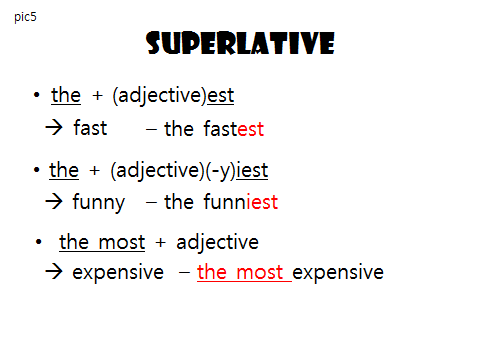 pic5
SUPERLATIVE
• the + (adjective)est
→ fast – the fastest
• the + (adjective)(-y)iest
→ funny – the funniest
• the most + adjective
→ expensive – the most expensive